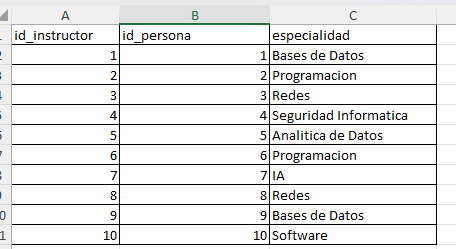 A B C
id_instructor id_persona especialidad
1 1 Bases de Datos
2 2 Programacion
3 3 Redes
4 4 Seguridad Informatica
5 5 Analitica de Datos
6 6 Programacion
7 7 IA
8 8 Redes
9 9 Bases de Datos
10 10 Software